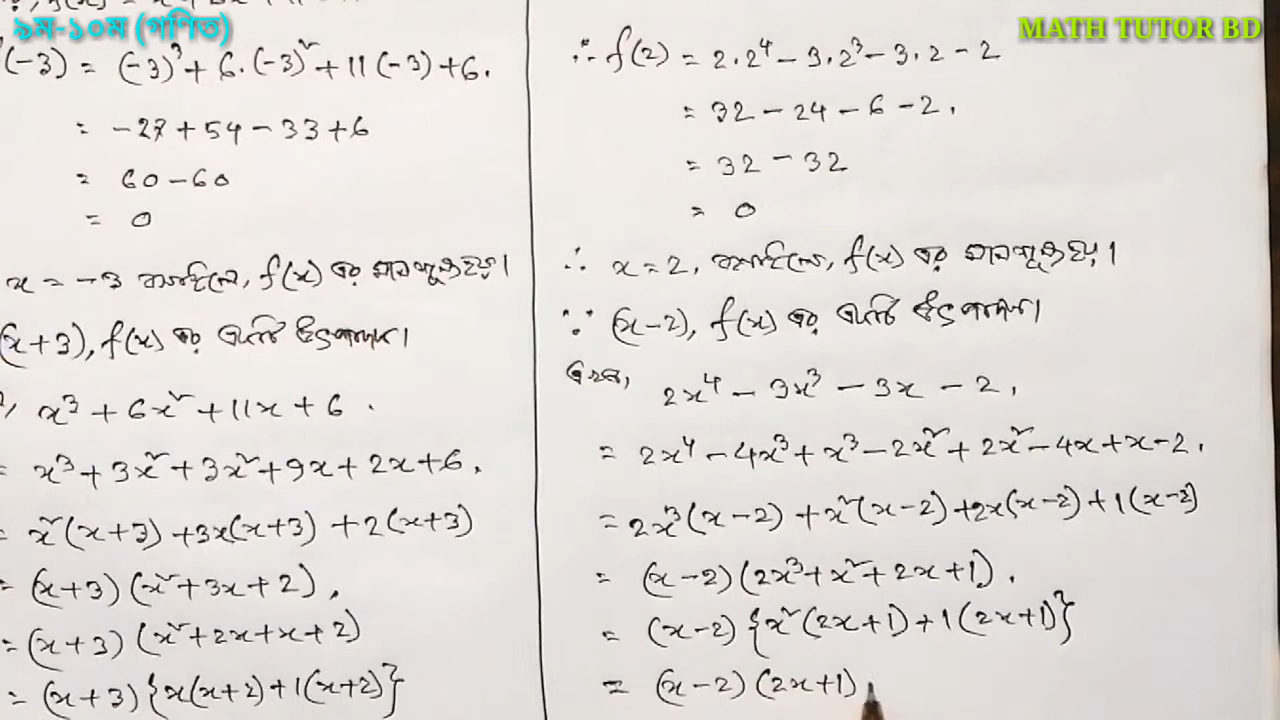 ৯ম-১০ম (গণিত)
MATH TUTOR BD
(-3) = (-3)³ + 6.(-3)² + 11(-3) + 6.
= -27 + 54 - 33 + 6
= 60 - 60
= 0
x = -3 বসাইলে, f(x) এর মান শূন্য হয়।
(x+3), f(x) এর একটি উৎপাদক।
x³ + 6x² + 11x + 6.
= x³ + 3x² + 3x² + 9x + 2x + 6.
= x²(x+3) + 3x(x+3) + 2(x+3)
= (x+3)(x² + 3x + 2).
= (x+3)(x² + 2x + x + 2)
= (x+3){x(x+2) + 1(x+2)}
∴ f(2) = 2.2⁴ - 3.2³ - 3.2 - 2
= 32 - 24 - 6 - 2.
= 32 - 32
= 0
∴ x = 2, বসাইলে, f(x) এর মান শূন্য হয়।
∵ (x-2), f(x) এর একটি উৎপাদক।
এখন, 2x⁴ - 3x³ - 3x - 2,
= 2x⁴ - 4x³ + x³ - 2x² + 2x² - 4x + x - 2.
= 2x³(x-2) + x²(x-2) + 2x(x-2) + 1(x-2)
= (x-2)(2x³ + x² + 2x + 1).
= (x-2){x²(2x+1) + 1(2x+1)}
= (x-2)(2x+1)